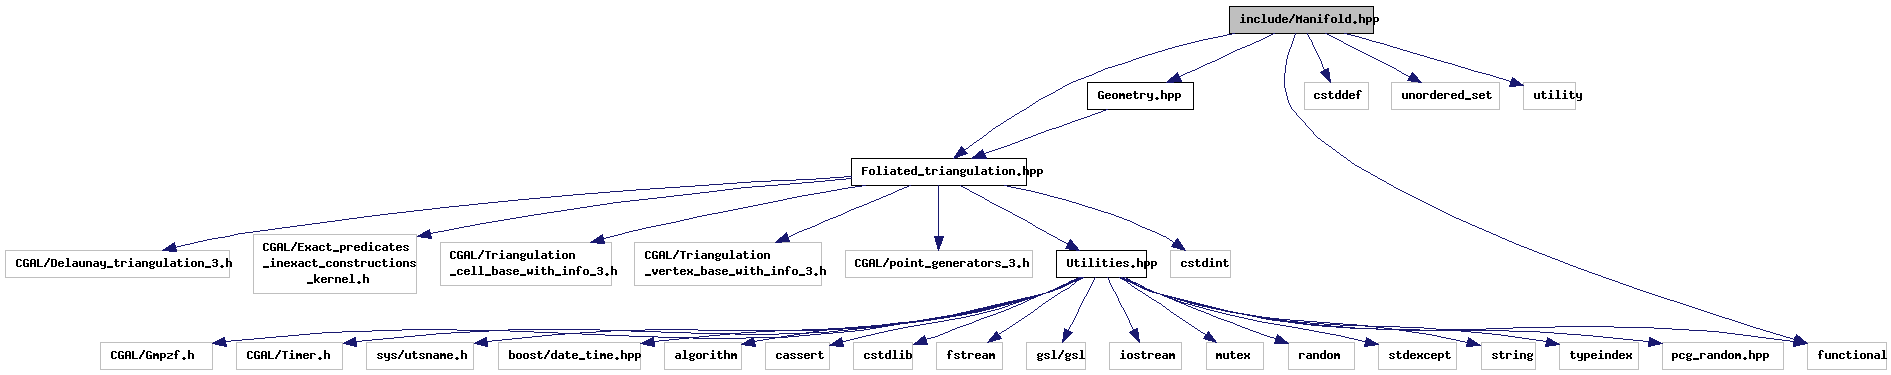 include/Manifold.hpp
Geometry.hpp
cstddef
unordered_set
utility
Foliated_triangulation.hpp
CGAL/Delaunay_triangulation_3.h
CGAL/Exact_predicates
_inexact_constructions
_kernel.h
CGAL/Triangulation
_cell_base_with_info_3.h
CGAL/Triangulation
_vertex_base_with_info_3.h
CGAL/point_generators_3.h
Utilities.hpp
cstdint
CGAL/Gmpzf.h
CGAL/Timer.h
sys/utsname.h
boost/date_time.hpp
algorithm
cassert
cstdlib
fstream
gsl/gsl
iostream
mutex
random
stdexcept
string
typeindex
pcg_random.hpp
functional